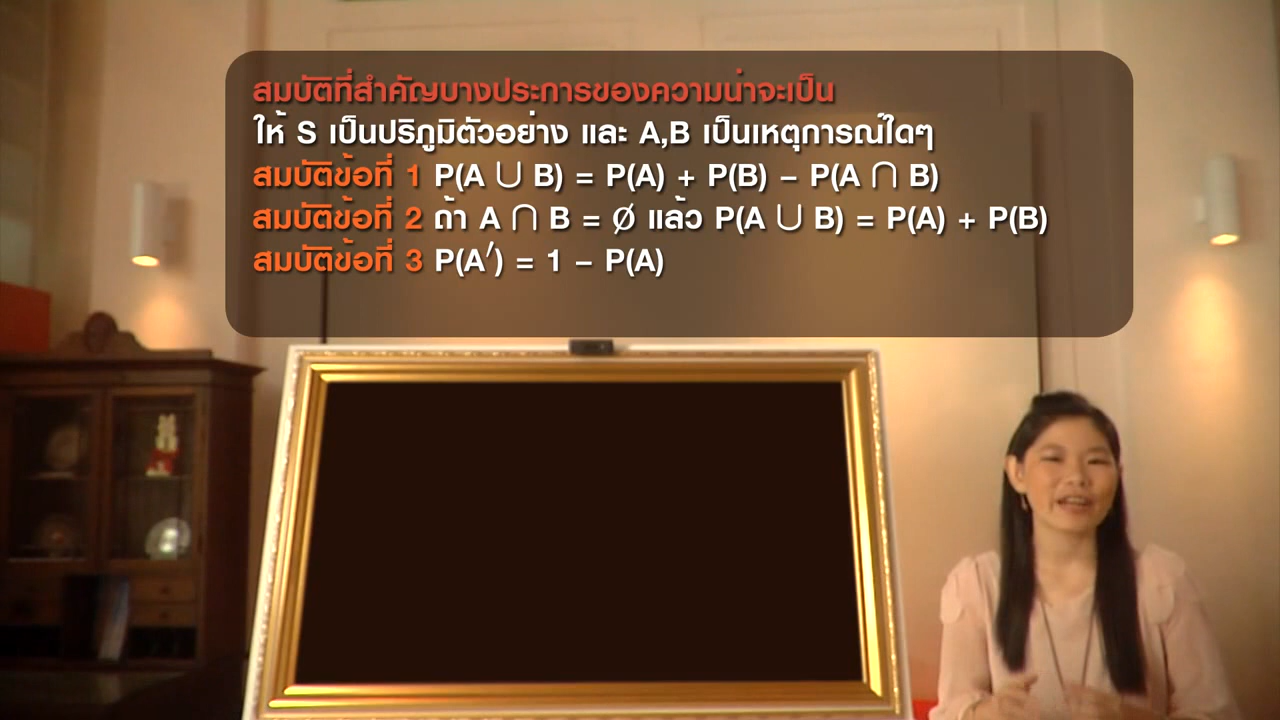 สมบัติที่สำคัญบางประการของความน่าจะเป็น
ให้ S เป็นปริภูมิตัวอย่าง และ A,B เป็นเหตุการณ์ใดๆ
สมบัติข้อที่ 1 P(A ∪ B) = P(A) + P(B) – P(A ∩ B)
สมบัติข้อที่ 2 ถ้า A ∩ B = Ø แล้ว P(A ∪ B) = P(A) + P(B)
สมบัติข้อที่ 3 P(A′) = 1 – P(A)